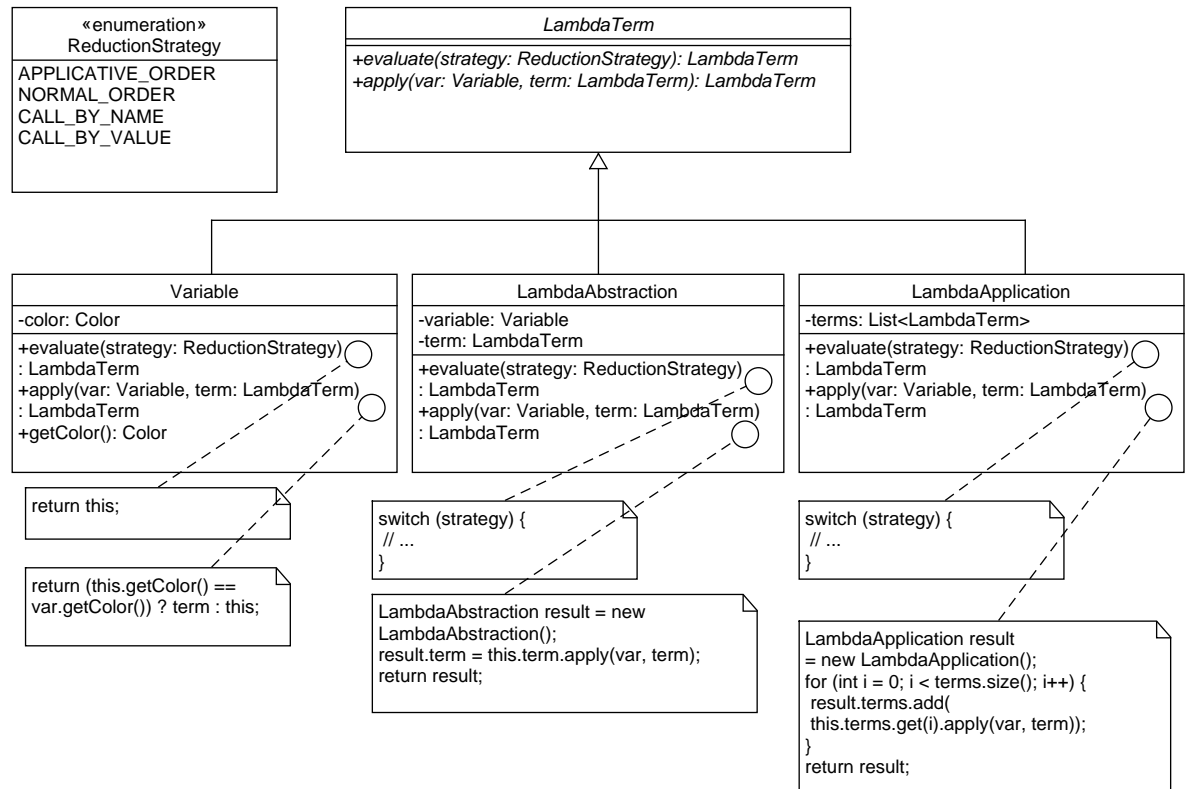 «enumeration»
ReductionStrategy
APPLICATIVE_ORDER
NORMAL_ORDER
CALL_BY_NAME
CALL_BY_VALUE
LambdaTerm
+evaluate(strategy: ReductionStrategy): LambdaTerm
+apply(var: Variable, term: LambdaTerm): LambdaTerm
Variable
-color: Color
+evaluate(strategy: ReductionStrategy)
: LambdaTerm
+apply(var: Variable, term: LambdaTerm)
: LambdaTerm
+getColor(): Color
LambdaAbstraction
-variable: Variable
-term: LambdaTerm
+evaluate(strategy: ReductionStrategy)
: LambdaTerm
+apply(var: Variable, term: LambdaTerm)
: LambdaTerm
LambdaApplication
-terms: List<LambdaTerm>
+evaluate(strategy: ReductionStrategy)
: LambdaTerm
+apply(var: Variable, term: LambdaTerm)
: LambdaTerm
return this;
return (this.getColor() ==
var.getColor()) ? term : this;
switch (strategy) {
// ...
}
LambdaAbstraction result = new
LambdaAbstraction();
result.term = this.term.apply(var, term);
return result;
switch (strategy) {
// ...
}
LambdaApplication result
= new LambdaApplication();
for (int i = 0; i < terms.size(); i++) {
result.terms.add(
this.terms.get(i).apply(var, term));
}
return result;